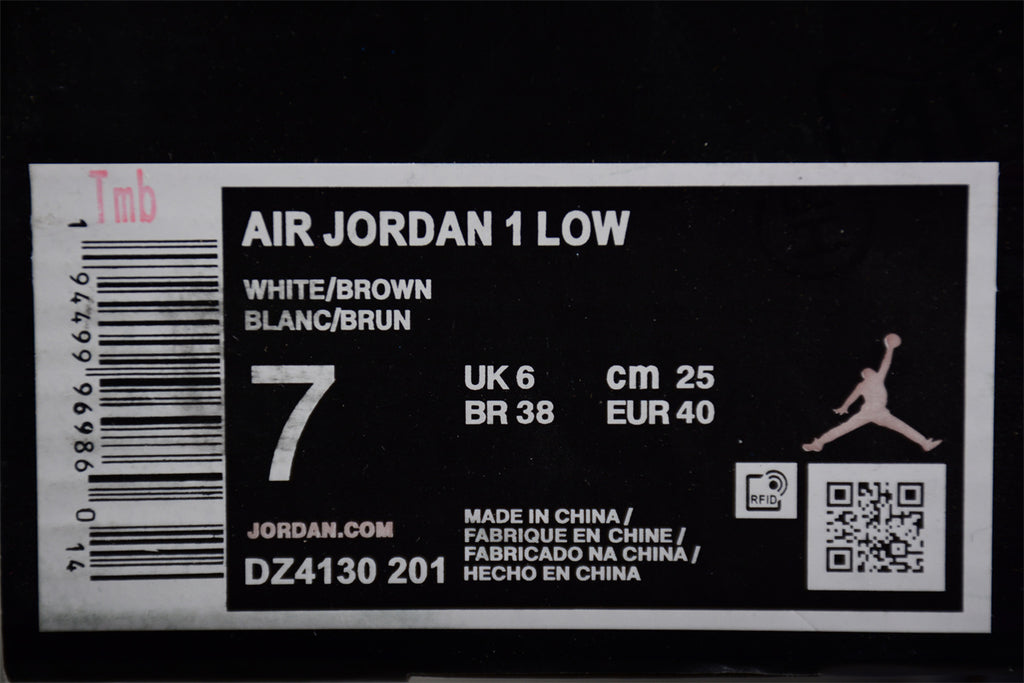 Tmb
1 94499 96986 0 14
AIR JORDAN 1 LOW
WHITE/BROWN
BLANC/BRUN
7
UK 6 cm 25
BR 38 EUR 40
RFID
JORDAN.COM
DZ4130 201
MADE IN CHINA /
FABRIQUE EN CHINE /
FABRICADO NA CHINA /
HECHO EN CHINA